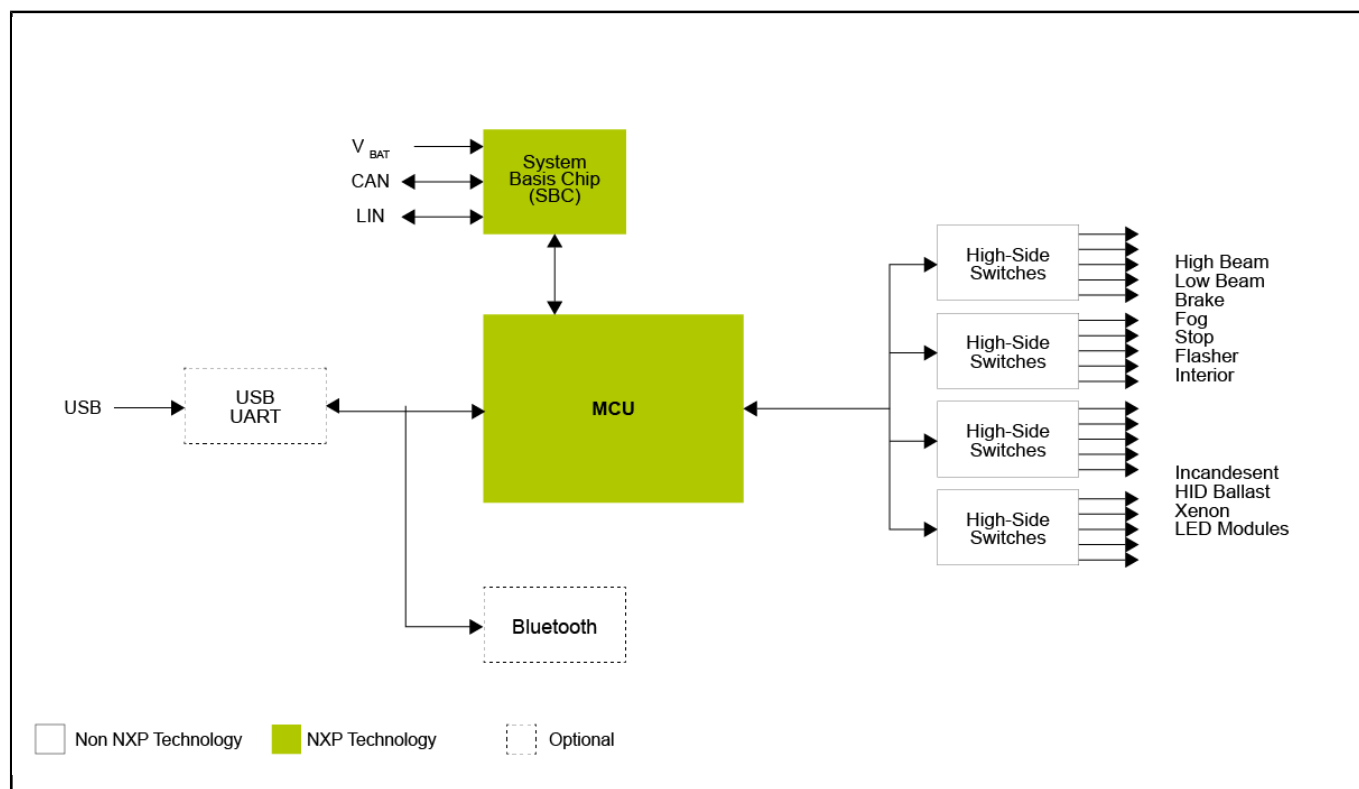 V BAT
CAN
LIN
System
Basis Chip
(SBC)
High-Side
Switches
High Beam
Low Beam
Brake
Fog
Stop
Flasher
Interior
High-Side
Switches
USB
USB
UART
MCU
High-Side
Switches
Incandesent
HID Ballast
Xenon
LED Modules
High-Side
Switches
Bluetooth
Non NXP Technology
NXP Technology
Optional